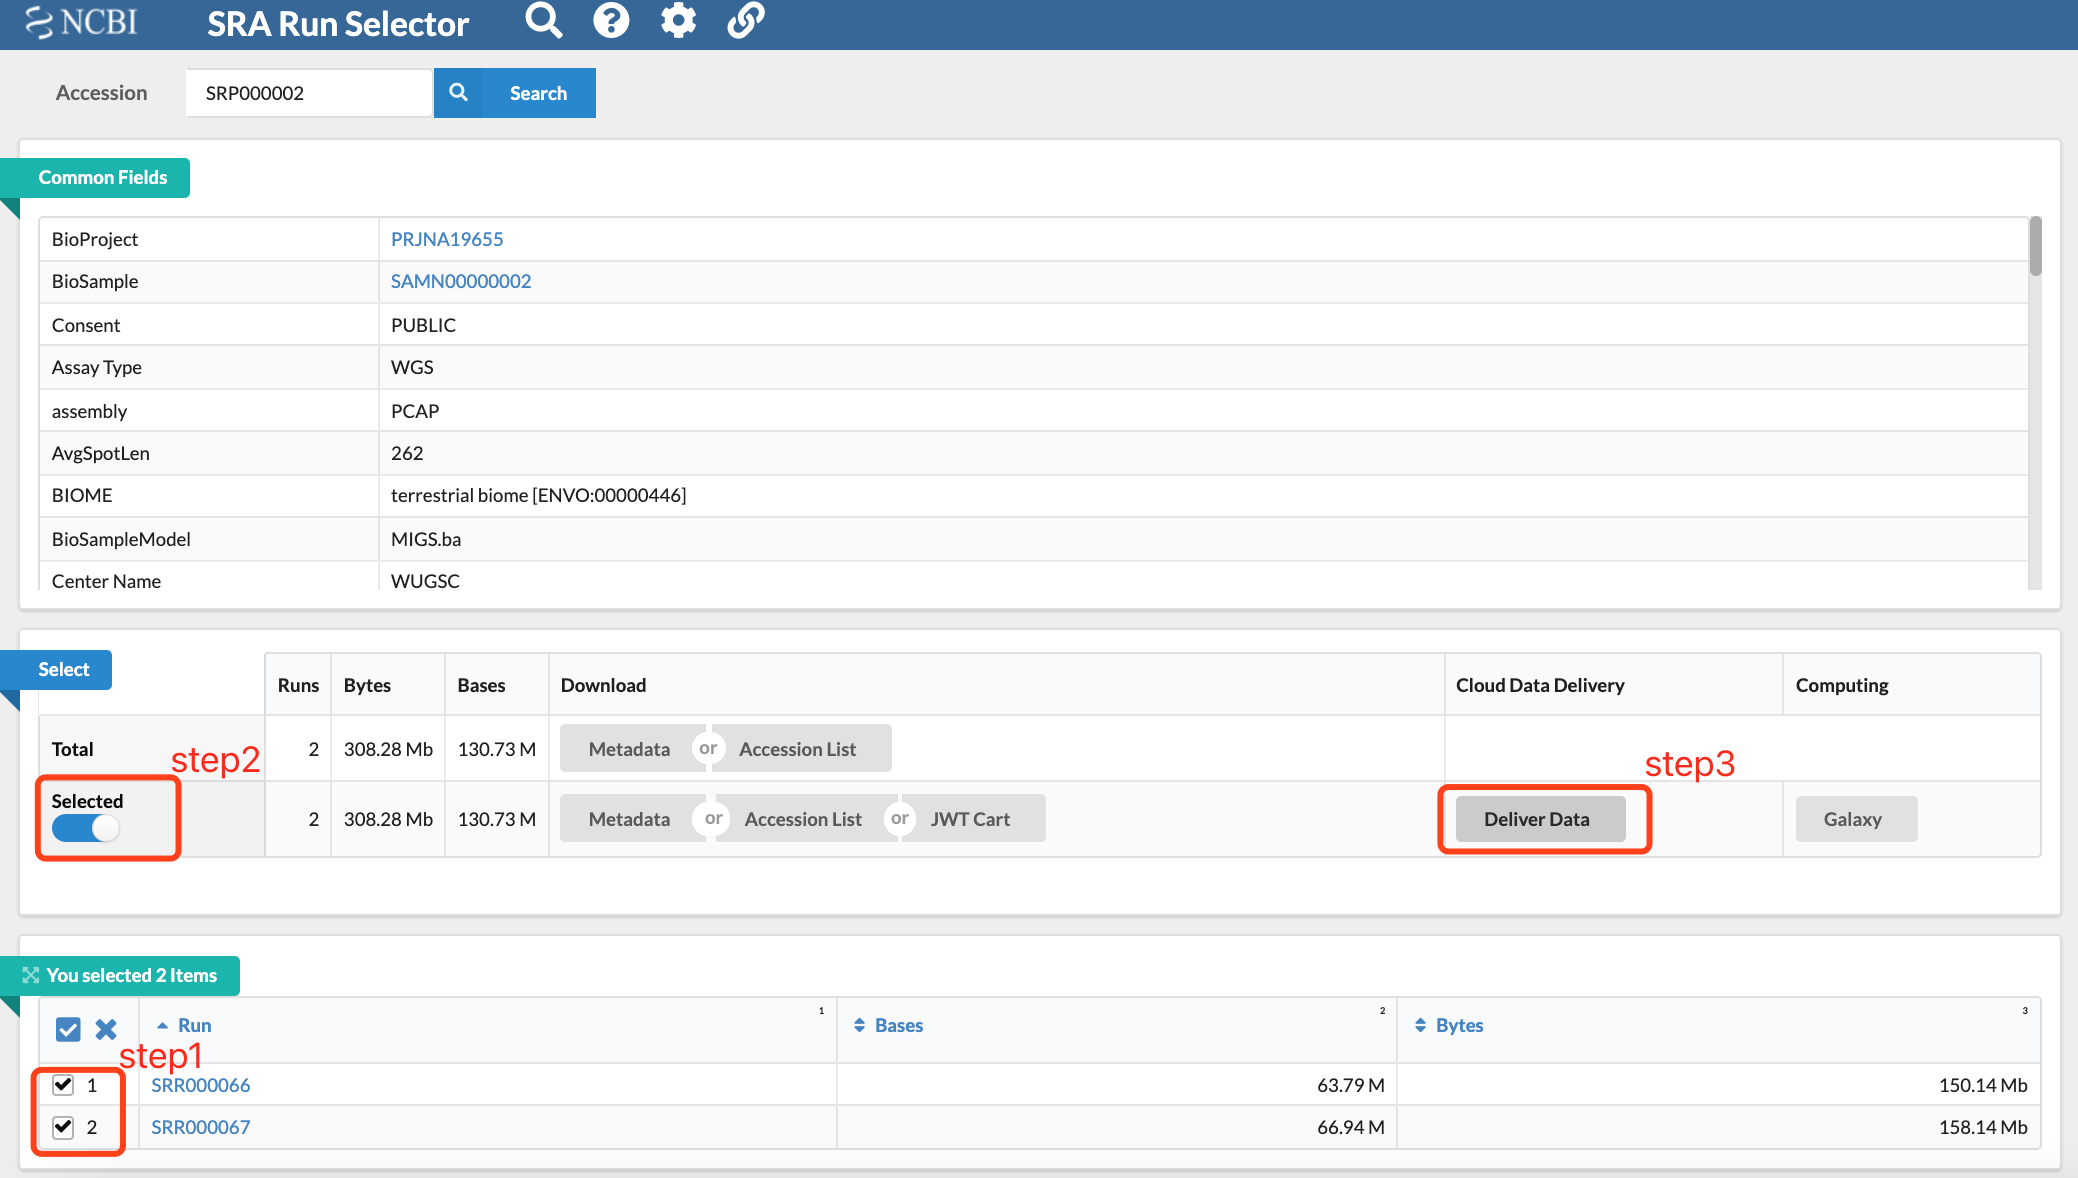 NCBI SRA Run Selector
Accession SRP000002 Search
Common Fields
BioProject PRJNA19655
BioSample SAMN00000002
Consent PUBLIC
Assay Type WGS
assembly PCAP
AvgSpotLen 262
BIOME terrestrial biome [ENVO:00000446]
BioSampleModel MIGS.ba
Center Name WUGSC
Select
Runs Bytes Bases Download Cloud Data Delivery Computing
Total 2 308.28 Mb 130.73 M Metadata or Accession List
step2 step3
Selected 2 308.28 Mb 130.73 M Metadata or Accession List or JWT Cart Deliver Data Galaxy
You selected 2 Items
Run 1 Bases 2 Bytes 3
step1
1 SRR000066 63.79 M 150.14 Mb
2 SRR000067 66.94 M 158.14 Mb